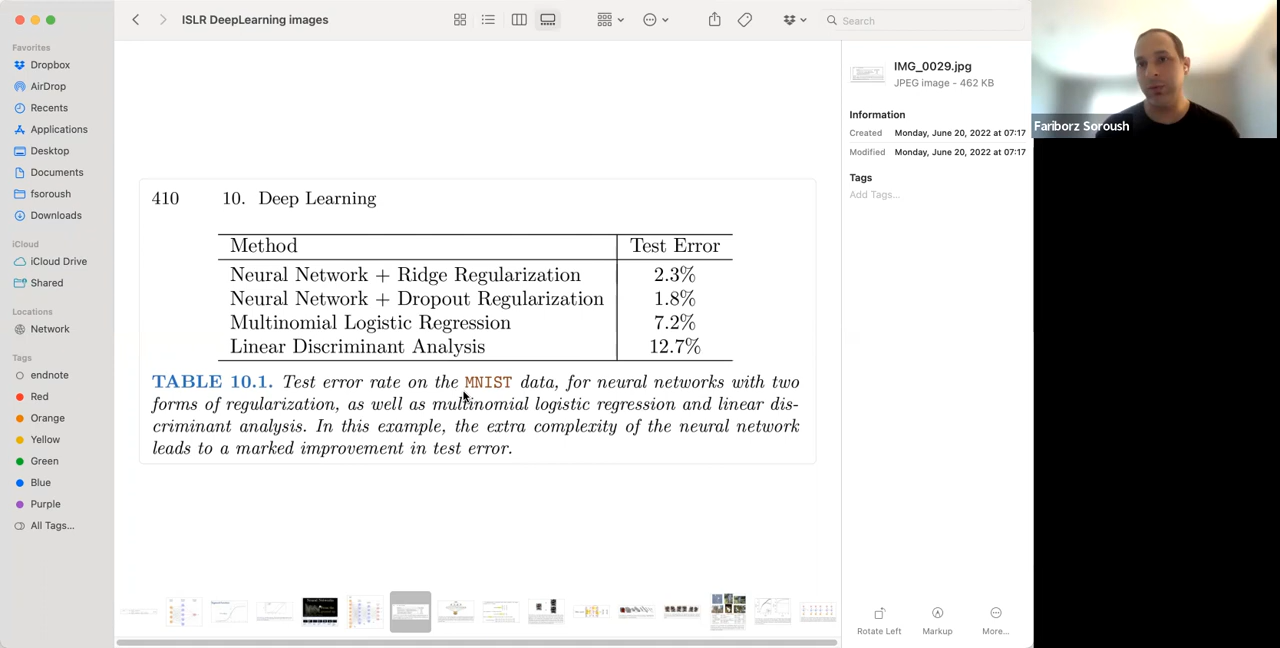 ISLR DeepLearning images
Search
Favorites
Dropbox
AirDrop
Recents
Applications
Desktop
Documents
fsoroush
Downloads
iCloud
iCloud Drive
Shared
Locations
Network
Tags
endnote
Red
Orange
Yellow
Green
Blue
Purple
All Tags...
410 10. Deep Learning
Method Test Error
Neural Network + Ridge Regularization 2.3%
Neural Network + Dropout Regularization 1.8%
Multinomial Logistic Regression 7.2%
Linear Discriminant Analysis 12.7%
TABLE 10.1. Test error rate on the MNIST data, for neural networks with two
forms of regularization, as well as multinomial logistic regression and linear dis-
criminant analysis. In this example, the extra complexity of the neural network
leads to a marked improvement in test error.
IMG_0029.jpg
JPEG image - 462 KB
Information
Created Monday, June 20, 2022 at 07:17
Modified Monday, June 20, 2022 at 07:17
Tags
Add Tags...
Rotate Left
Markup
More...
Fariborz Soroush